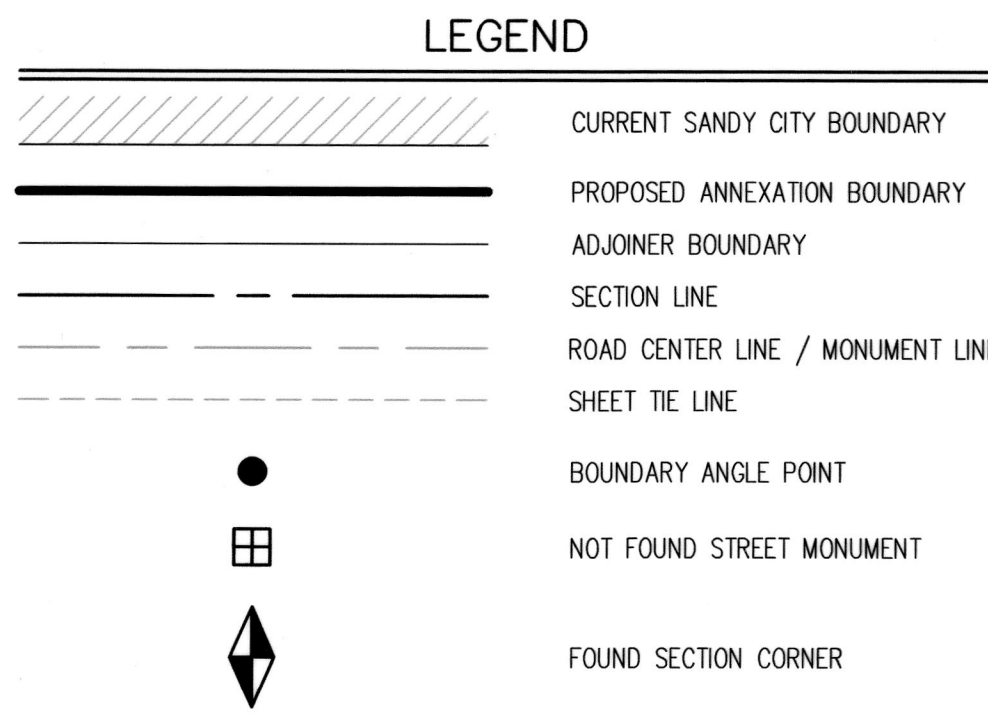 LEGEND
CURRENT SANDY CITY BOUNDARY
PROPOSED ANNEXATION BOUNDARY
ADJOINER BOUNDARY
SECTION LINE
ROAD CENTER LINE / MONUMENT LIN
SHEET TIE LINE
BOUNDARY ANGLE POINT
NOT FOUND STREET MONUMENT
FOUND SECTION CORNER